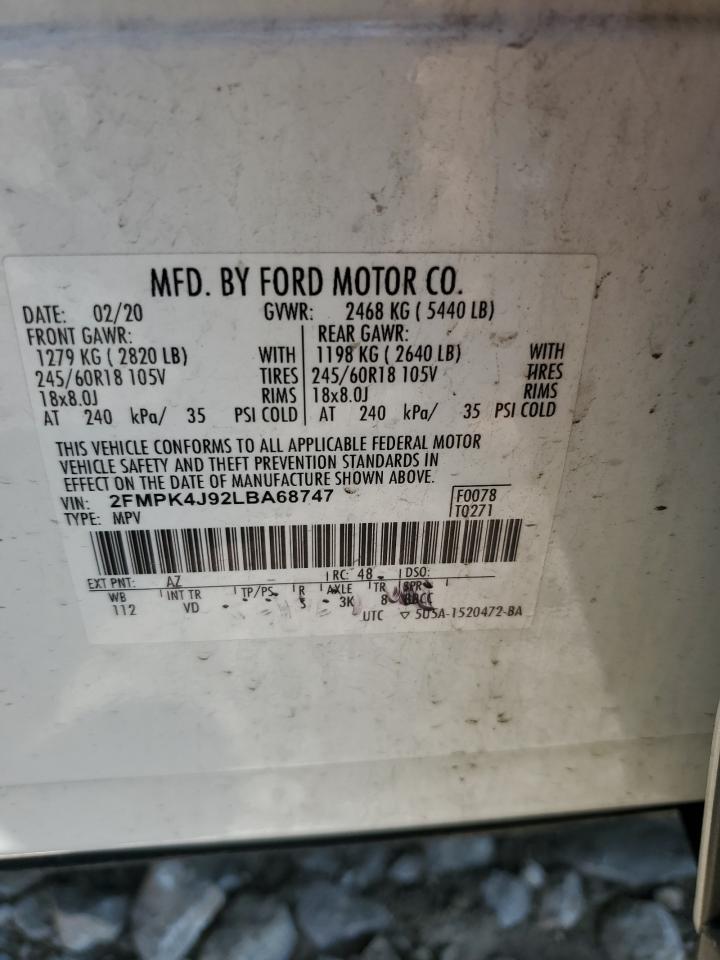 MFD. BY FORD MOTOR CO.
DATE: 02/20 GVWR: 2468 KG ( 5440 LB)
FRONT GAWR: REAR GAWR:
1279 KG ( 2820 LB) WITH 1198 KG ( 2640 LB) WITH
245/60R18 105V TIRES 245/60R18 105V TIRES
18x8.0J RIMS 18x8.0J RIMS
AT 240 kPa/ 35 PSI COLD AT 240 kPa/ 35 PSI COLD
THIS VEHICLE CONFORMS TO ALL APPLICABLE FEDERAL MOTOR
VEHICLE SAFETY AND THEFT PREVENTION STANDARDS IN
EFFECT ON THE DATE OF MANUFACTURE SHOWN ABOVE.
VIN: 2FMPK4J92LBA68747 F0078
TYPE: MPV TQ271
EXT PNT: AZ RC: 48 DSO:
WB INT TR TP/PS R AXLE TR SPR
112 VD 5 3K 8
UTC ▽ 5U5A-1520472-BA